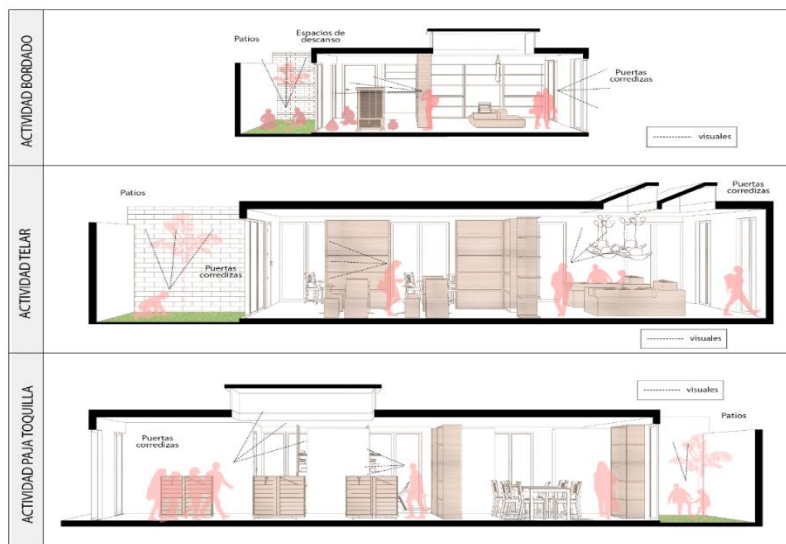 ACTIVIDAD BORDADO
Patios
Espacios de
descanso
Puertas
corredizas
visuales
ACTIVIDAD TELAR
Patios
Puertas
corredizas
Puertas
corredizas
visuales
ACTIVIDAD PAJA TOQUILLA
Puertas
corredizas
visuales
Patios